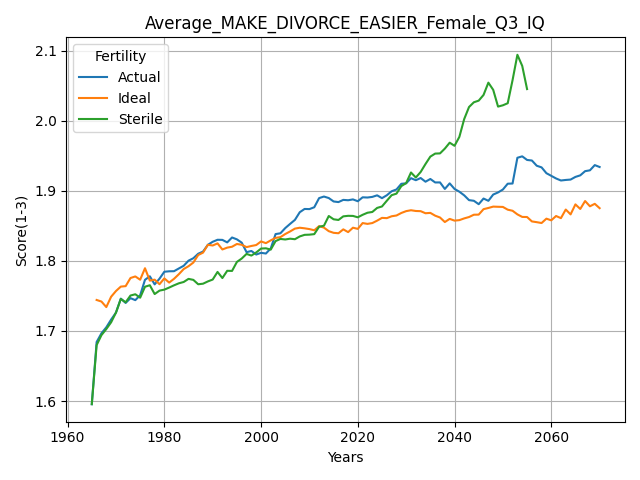 Average_MAKE_DIVORCE_EASIER_Female_Q3_IQ
Fertility
Actual
Ideal
Sterile
Score(1-3)
2.1
2.0
1.9
1.8
1.7
1.6
1960
1980
2000
2020
2040
2060
Years